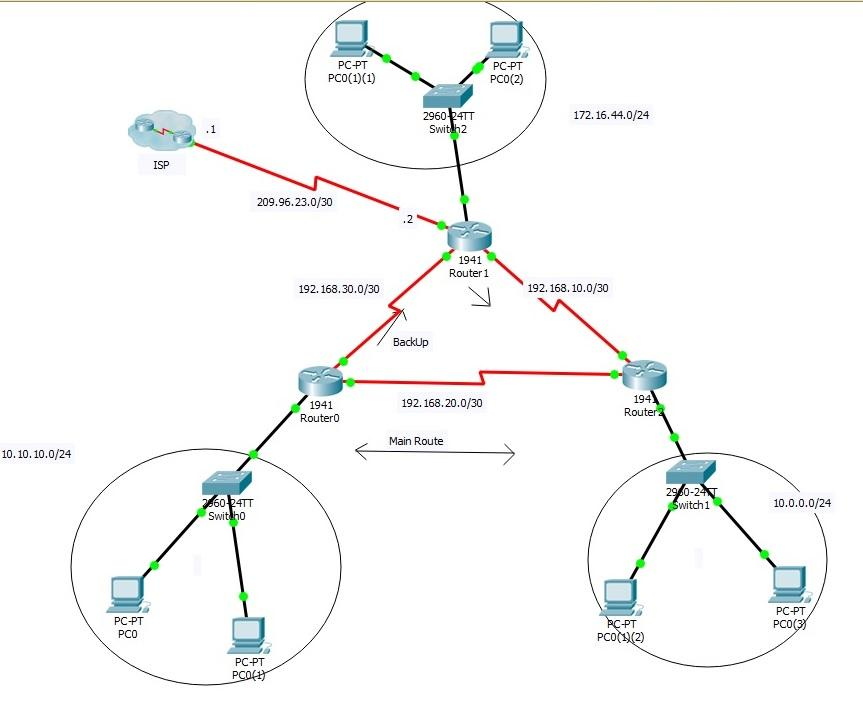 PC-PT
PC0(1)(1)
PC-PT
PC0(2)
2960-24TT
Switch2
172.16.44.0/24
.1
ISP
209.96.23.0/30
.2
1941
Router1
192.168.30.0/30
192.168.10.0/30
BackUp
1941
Router0
192.168.20.0/30
1941
Router2
Main Route
10.10.10.0/24
2960-24TT
Switch0
2960-24TT
Switch1
10.0.0.0/24
PC-PT
PC0
PC-PT
PC0(1)
PC-PT
PC0(1)(2)
PC-PT
PC0(3)